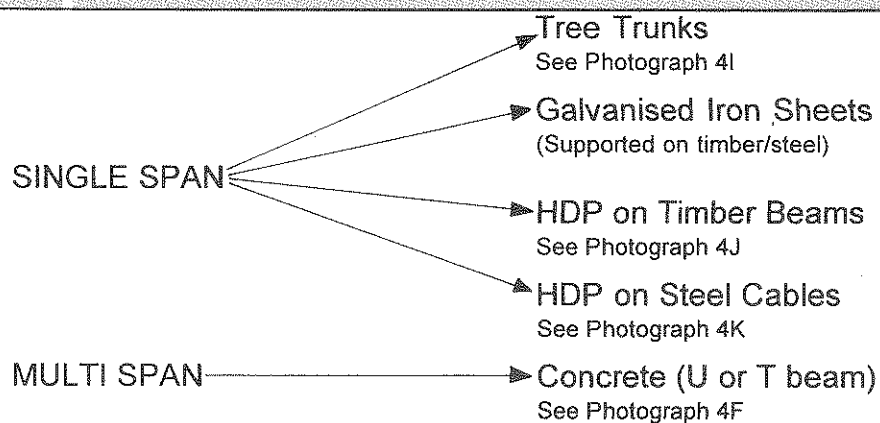 Tree Trunks
See Photograph 4I
Galvanised Iron Sheets
(Supported on timber/steel)
SINGLE SPAN
HDP on Timber Beams
See Photograph 4J
HDP on Steel Cables
See Photograph 4K
MULTI SPAN
Concrete (U or T beam)
See Photograph 4F